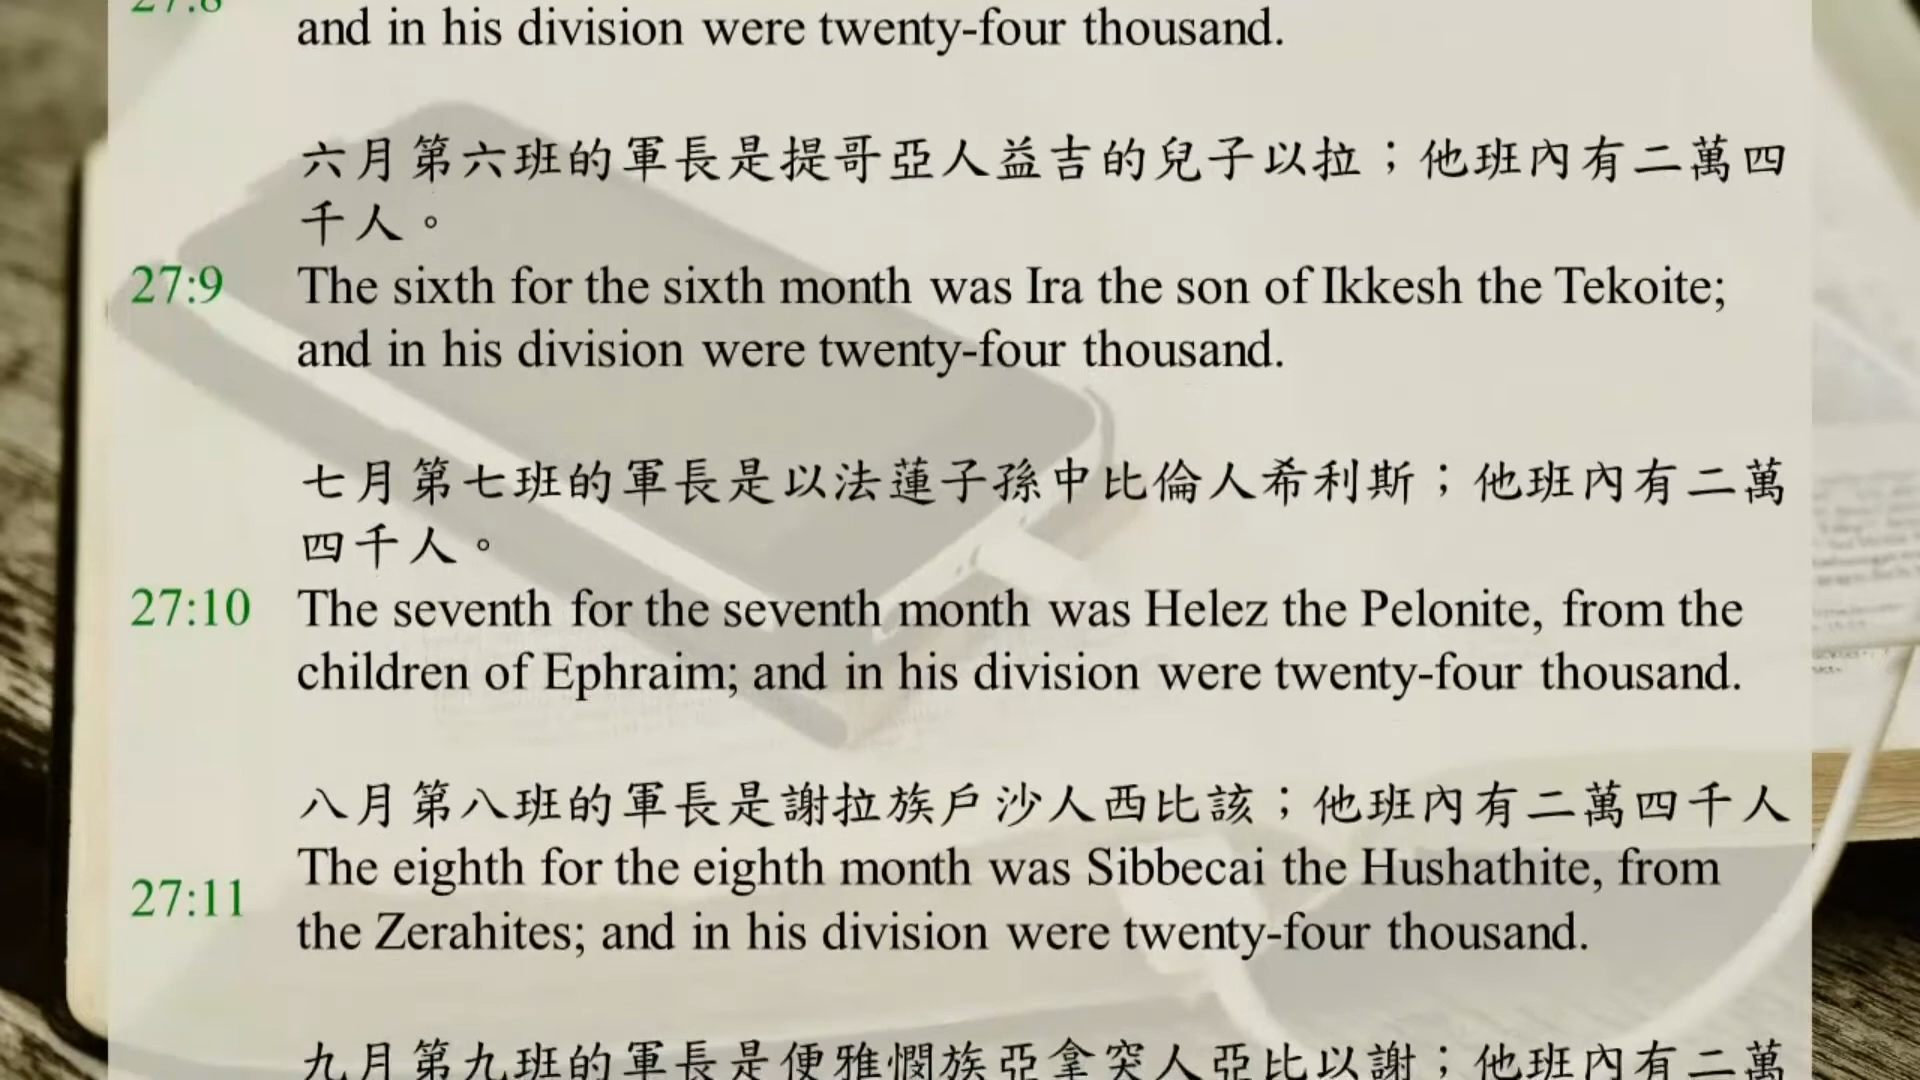 27:8
and in his division were twenty-four thousand.
六月第六班的軍長是提哥亞人益吉的兒子以拉；他班內有二萬四
千人。
27:9 The sixth for the sixth month was Ira the son of Ikkesh the Tekoite;
and in his division were twenty-four thousand.
七月第七班的軍長是以法蓮子孫中比倫人希利斯；他班內有二萬
四千人。
27:10 The seventh for the seventh month was Helez the Pelonite, from the
children of Ephraim; and in his division were twenty-four thousand.
八月第八班的軍長是謝拉族戶沙人西比該；他班內有二萬四千人
The eighth for the eighth month was Sibbecai the Hushathite, from
27:11
the Zerahites; and in his division were twenty-four thousand.
九月第九班的軍長是便雅憫族亞拿突人亞比以謝；他班內有二萬